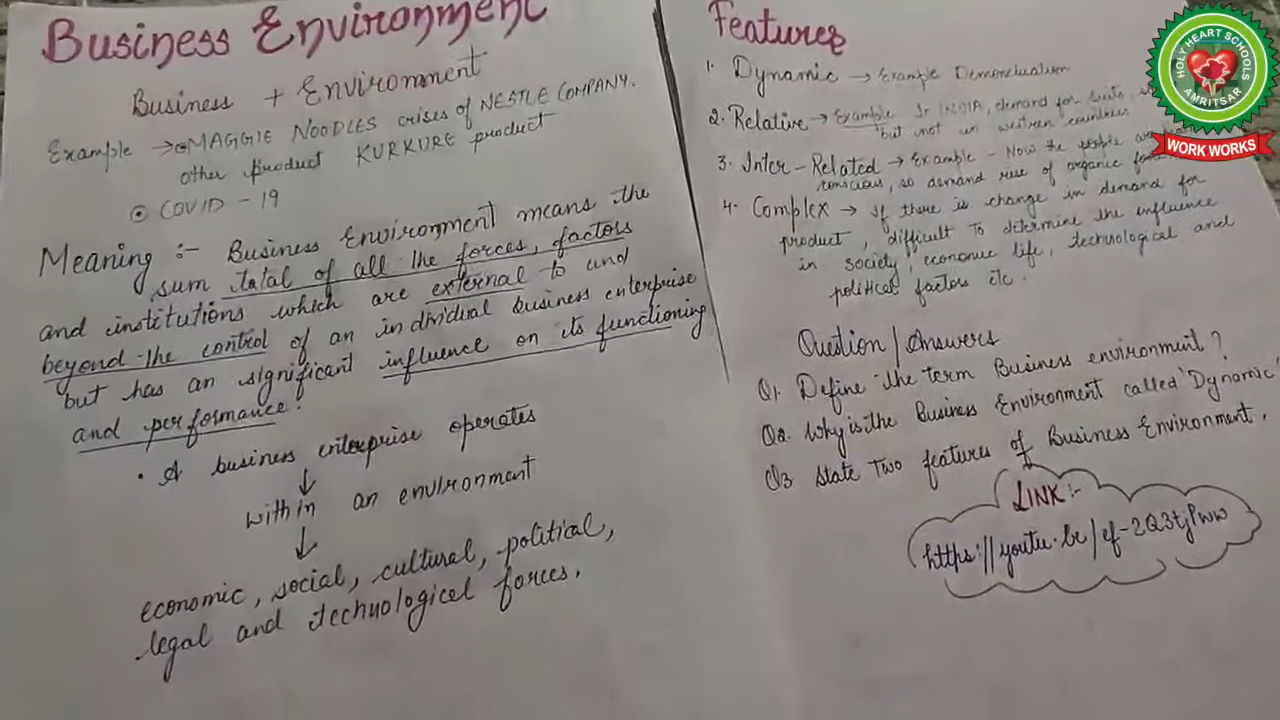 Business Environment
Business + Environment
Example → ⊙ MAGGIE NOODLES crises of NESTLE COMPANY.
other product KURKURE product
⊙ COVID - 19
Meaning :- Business Environment means the
sum total of all the forces, factors
and institutions which are external to and
beyond the control of an individual business enterprise
but has an significant influence on its functioning
and performance.
• A business enterprise operates
↓
within an environment
↓
economic, social, cultural, political,
legal and technological forces.
Features
1. Dynamic → Example
2. Relative → Example In INDIA, demand for
but not in western countries
3. Inter-Related → Example - Now the people are
conscious, so demand rise of organic
4. Complex → If there is change in demand for
product, difficult to determine the influence
in society, economic life, technological and
political factors etc.
Question/Answers
Q1. Define the term Business environment?
Q2. Why is the Business Environment called 'Dynamic'
Q3 State Two features of Business Environment.
LINK:-
https://youtu.be/ef-2Q3tjPww
HOLY HEART SCHOOLS
AMRITSAR
WORK WORKS